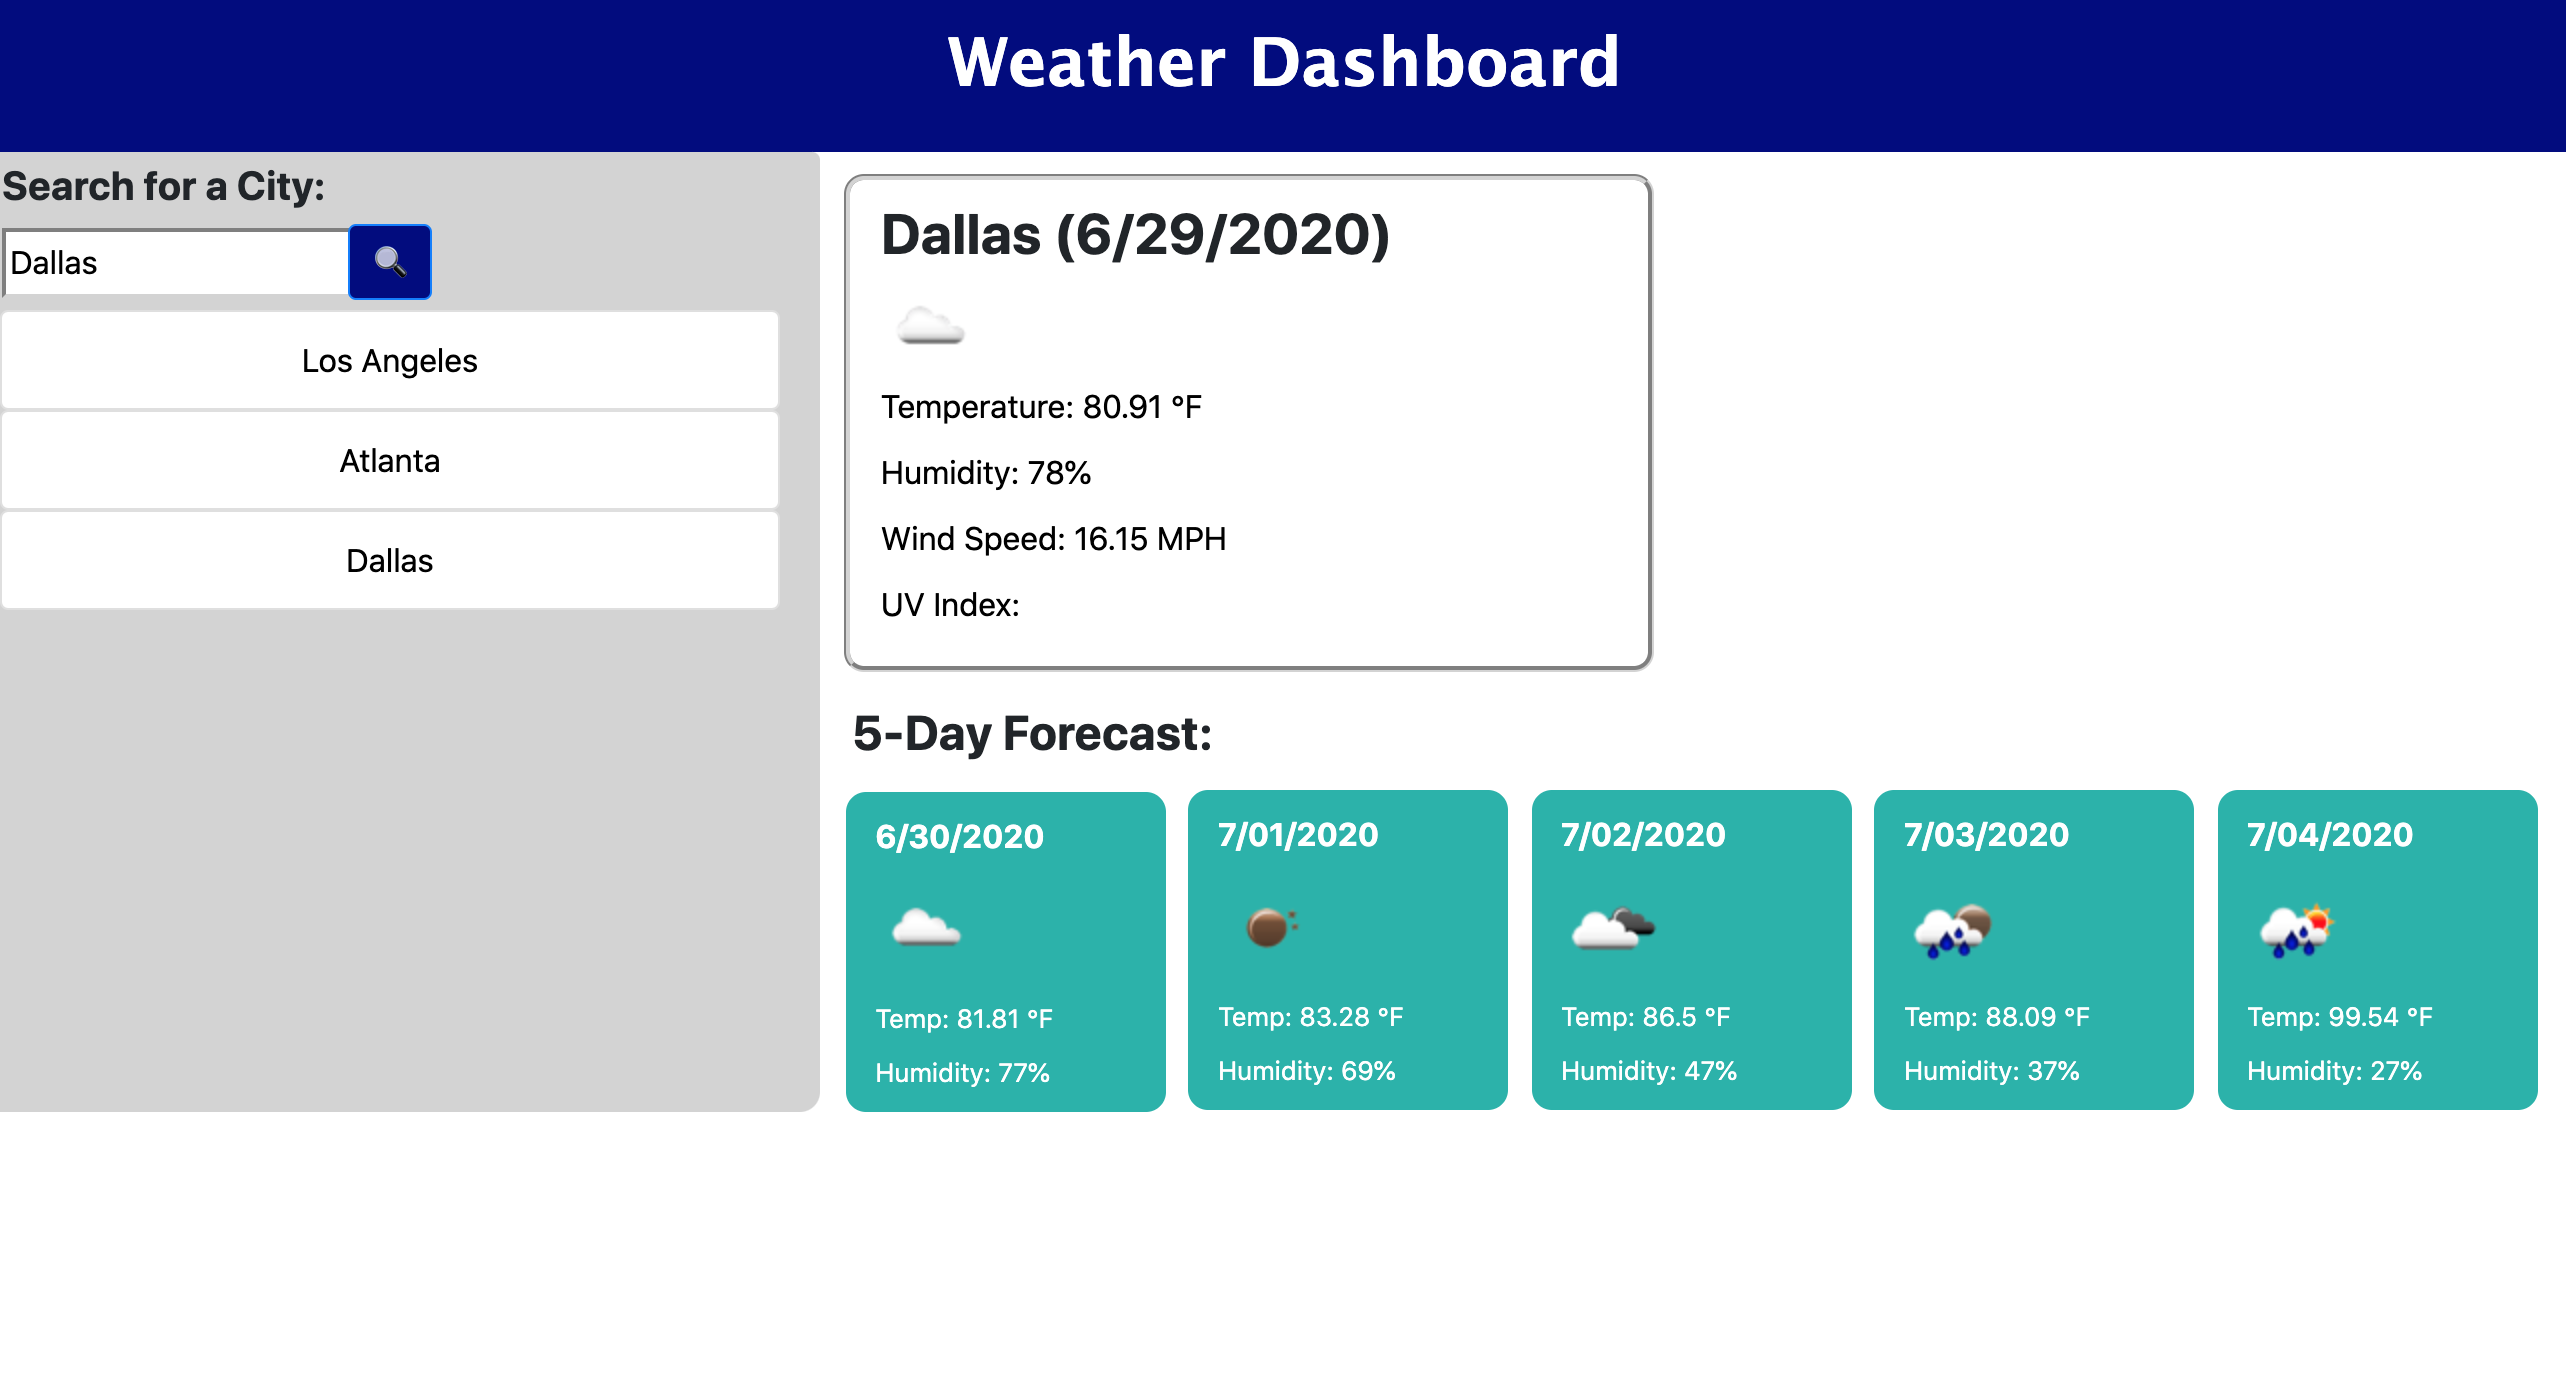 Weather Dashboard
Search for a City:
Dallas
Los Angeles
Atlanta
Dallas
Dallas (6/29/2020)
Temperature: 80.91 °F
Humidity: 78%
Wind Speed: 16.15 MPH
UV Index:
5-Day Forecast:
6/30/2020
Temp: 81.81 °F
Humidity: 77%
7/01/2020
Temp: 83.28 °F
Humidity: 69%
7/02/2020
Temp: 86.5 °F
Humidity: 47%
7/03/2020
Temp: 88.09 °F
Humidity: 37%
7/04/2020
Temp: 99.54 °F
Humidity: 27%